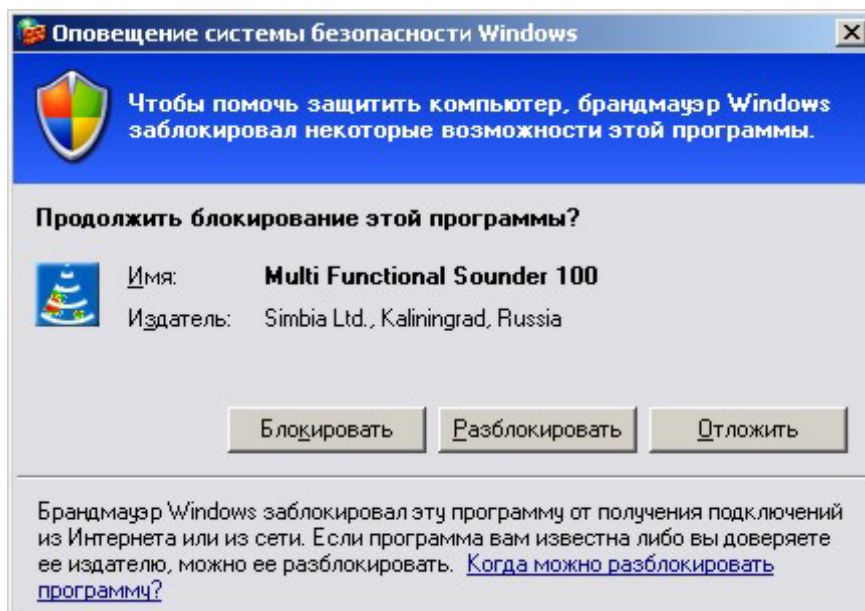 Оповещение системы безопасности Windows
Чтобы помочь защитить компьютер, брандмауэр Windows
заблокировал некоторые возможности этой программы.
Продолжить блокирование этой программы?
Имя: Multi Functional Sounder 100
Издатель: Simbia Ltd., Kaliningrad, Russia
Блокировать Разблокировать Отложить
Брандмауэр Windows заблокировал эту программу от получения подключений
из Интернета или из сети. Если программа вам известна либо вы доверяете
ее издателю, можно ее разблокировать. Когда можно разблокировать
программу?